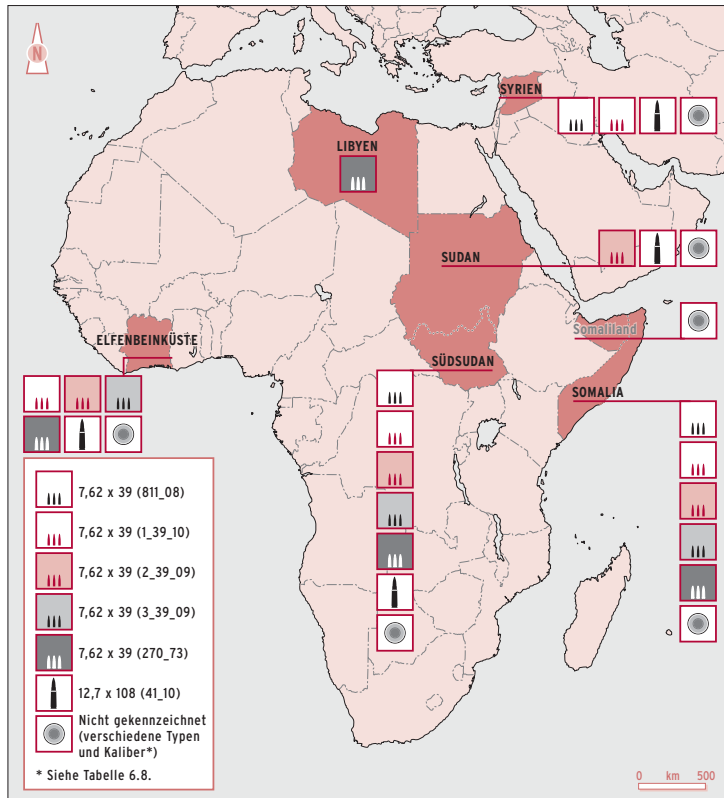 N
SYRIEN
LIBYEN
SUDAN
Somaliland
ELFENBEINKÜSTE
SÜDSUDAN
SOMALIA
7,62 x 39 (811_08)
7,62 x 39 (1_39_10)
7,62 x 39 (2_39_09)
7,62 x 39 (3_39_09)
7,62 x 39 (270_73)
12,7 x 108 (41_10)
Nicht gekennzeichnet
(verschiedene Typen
und Kaliber*)
* Siehe Tabelle 6.8.
0 km 500